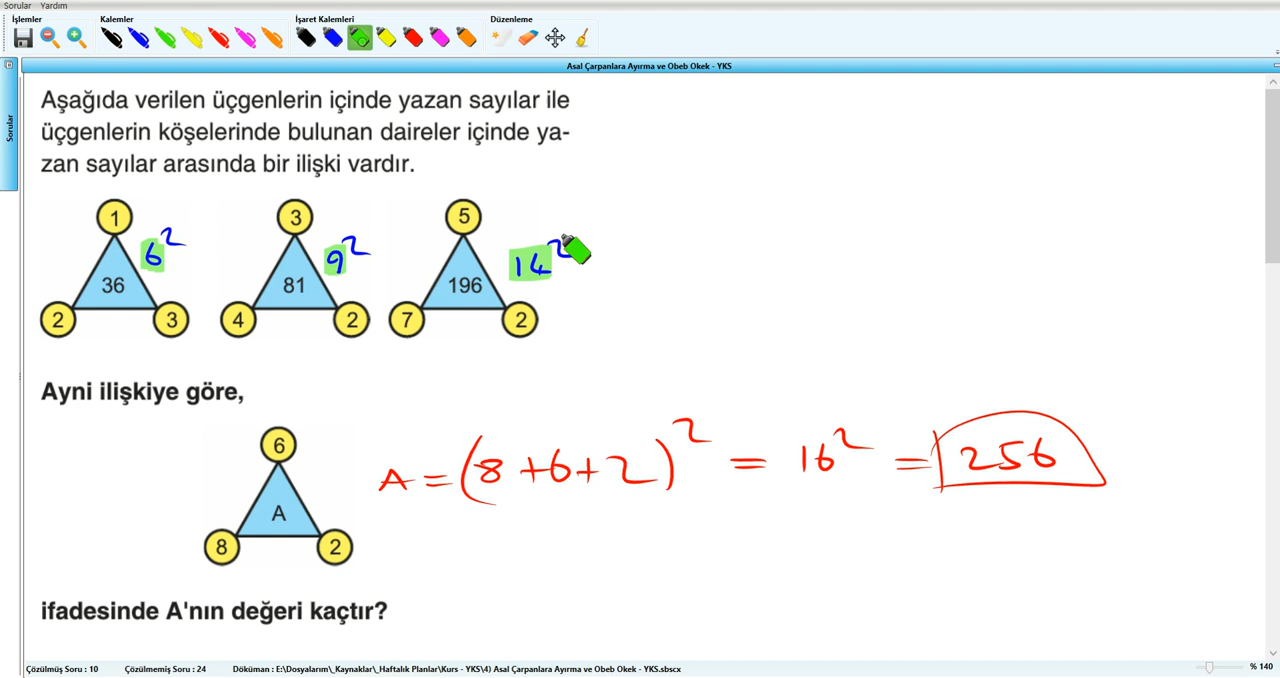 Sorular Yardım
İşlemler Kalemler İşaret Kalemleri Düzenleme
Asal Çarpanlara Ayırma ve Obeb Okek - YKS
Sorular
Aşağıda verilen üçgenlerin içinde yazan sayılar ile
üçgenlerin köşelerinde bulunan daireler içinde ya-
zan sayılar arasında bir ilişki vardır.
1 3 5
6² 9² 14²
36 81 196
2 3 4 2 7 2
Ayni ilişkiye göre,
6
A = (8+6+2)² = 16² = 256
A
8 2
ifadesinde A'nın değeri kaçtır?
Çözülmüş Soru : 10 Çözülmemiş Soru : 24 Döküman : E:\Dosyalarım\_Kaynaklar\_Haftalık Planlar\Kurs - YKS\4) Asal Çarpanlara Ayırma ve Obeb Okek - YKS.sbscx % 140